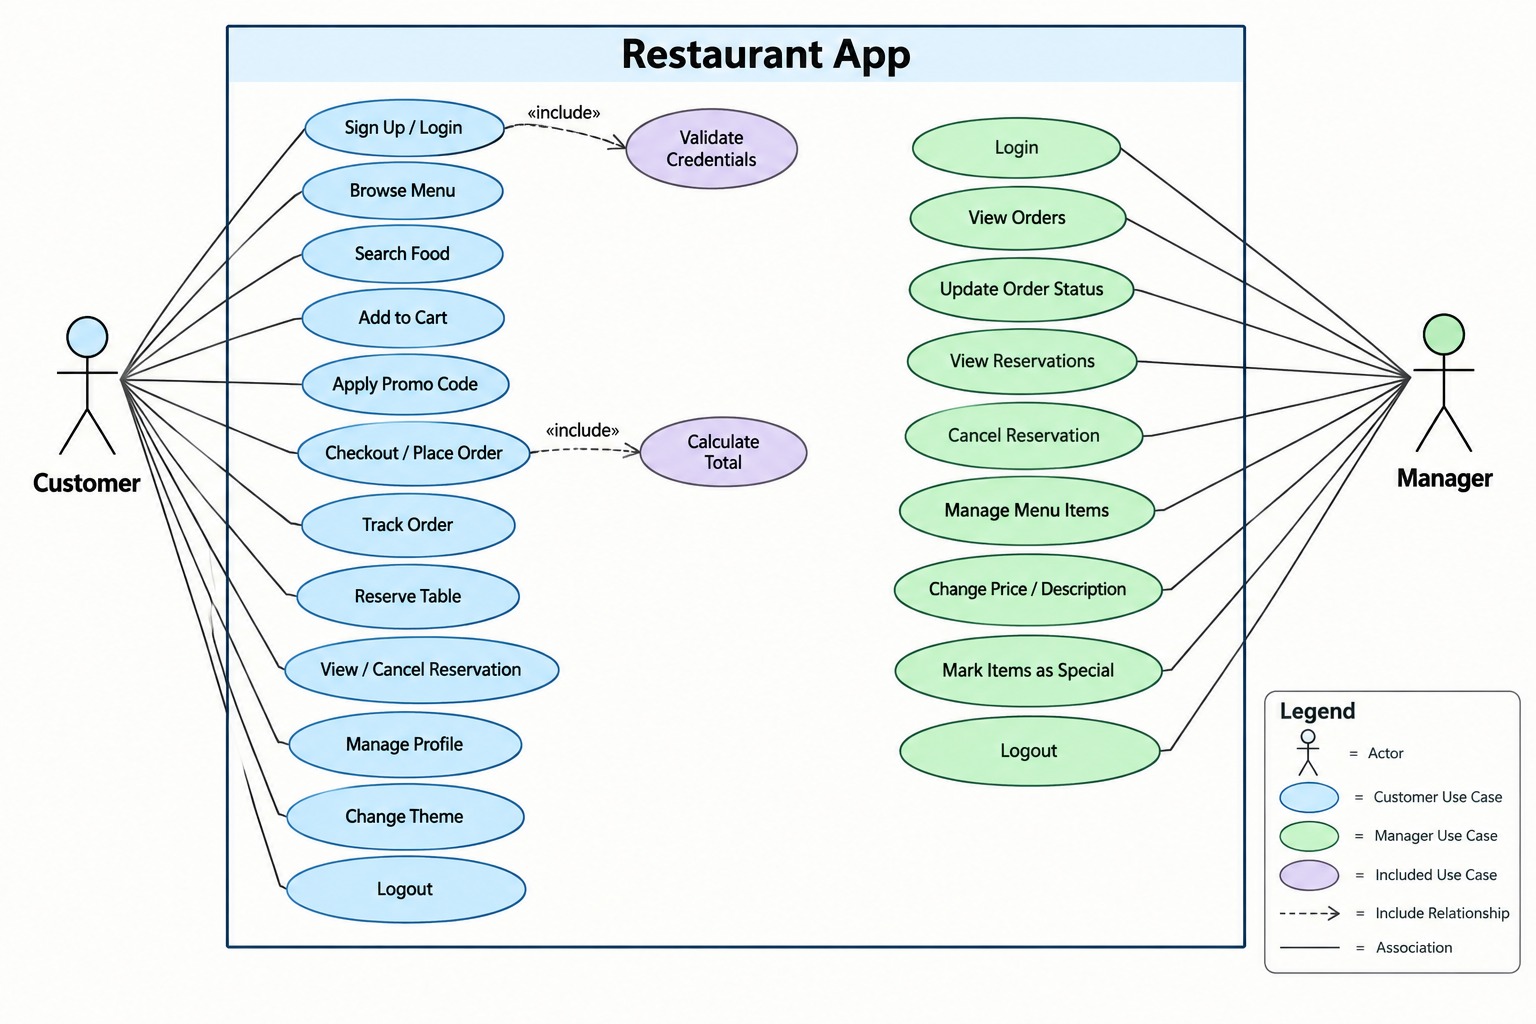 Restaurant App
Sign Up / Login
«include»
Validate
Credentials
Browse Menu
Search Food
Add to Cart
Apply Promo Code
Checkout / Place Order
«include»
Calculate
Total
Track Order
Reserve Table
View / Cancel Reservation
Manage Profile
Change Theme
Logout
Customer
Login
View Orders
Update Order Status
View Reservations
Cancel Reservation
Manage Menu Items
Change Price / Description
Mark Items as Special
Logout
Manager
Legend
= Actor
= Customer Use Case
= Manager Use Case
= Included Use Case
= Include Relationship
= Association